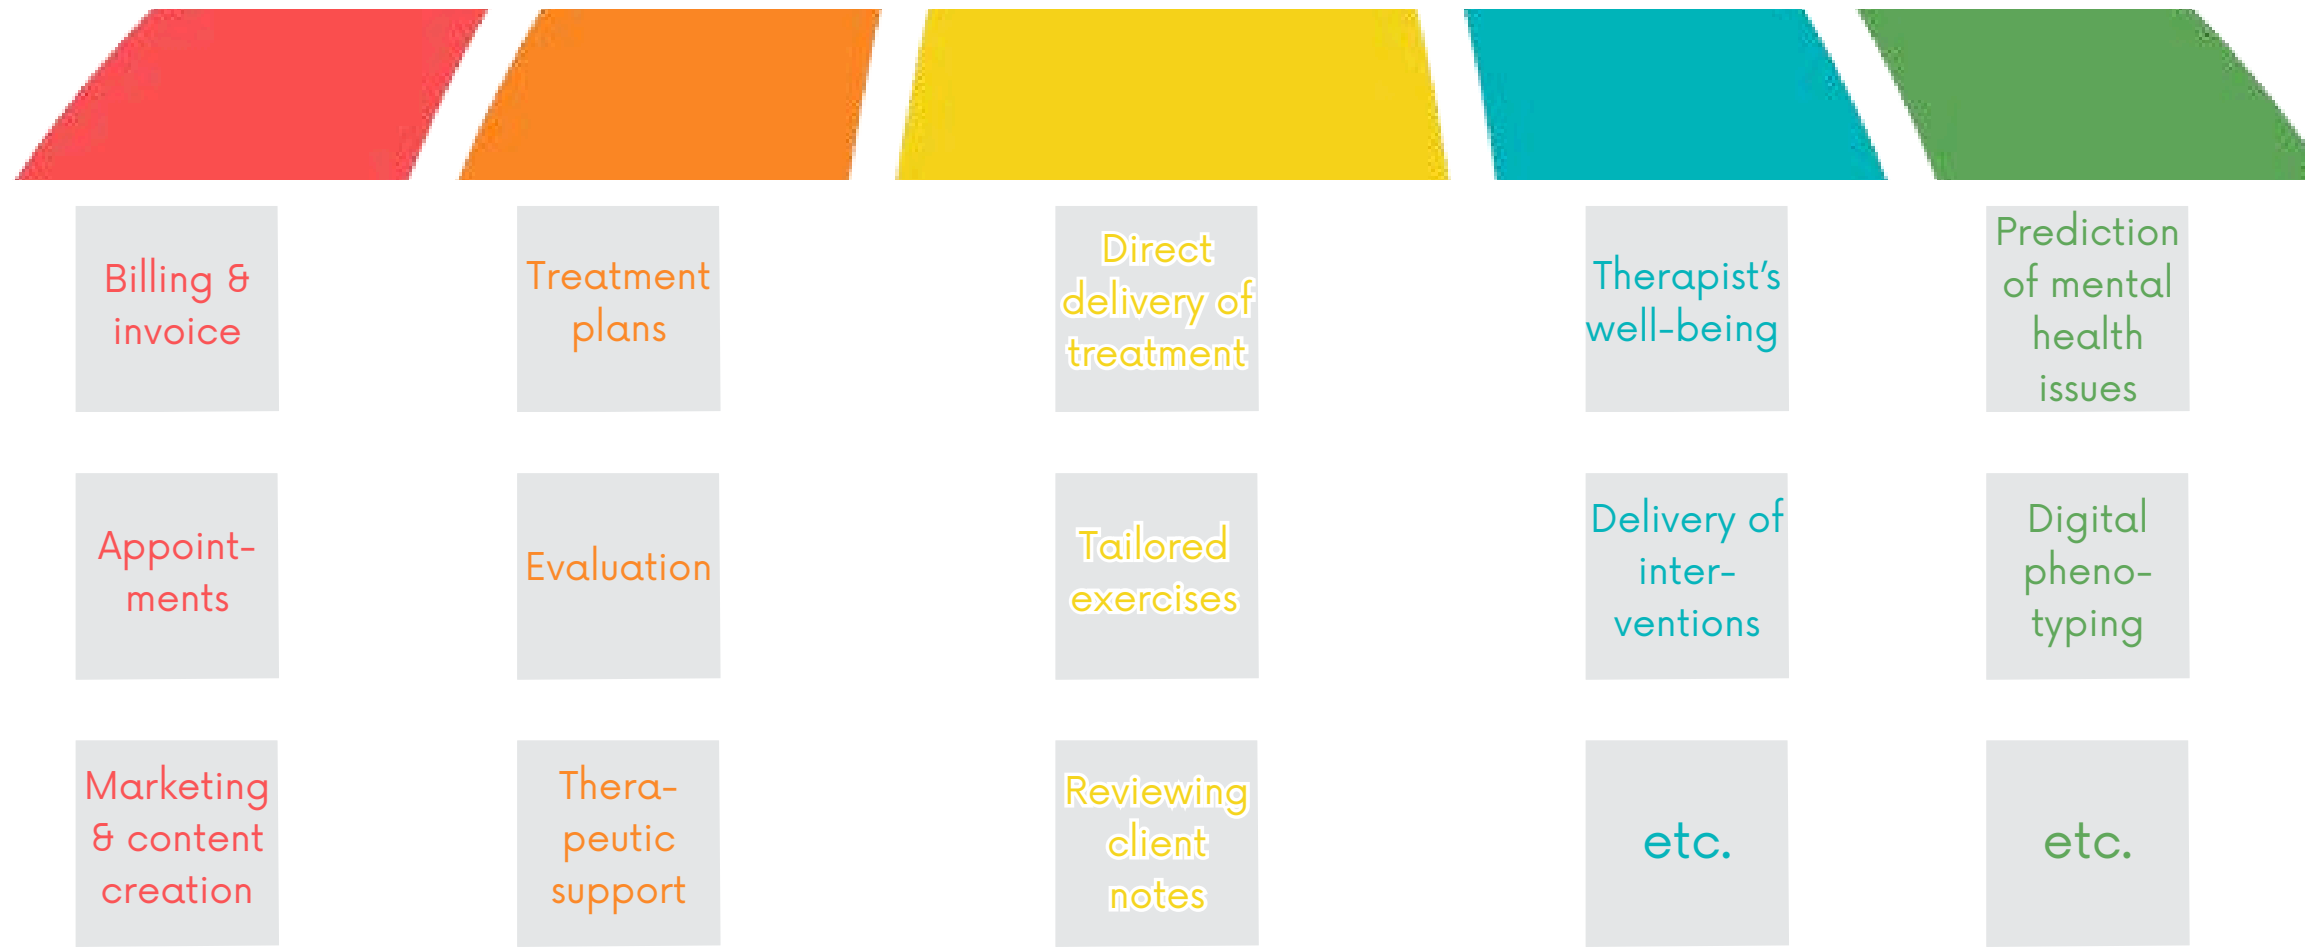 Billing &
invoice
Treatment
plans
Direct
delivery of
treatment
Therapist’s
well-being
Prediction
of mental
health
issues
Appoint-
ments
Evaluation
Tailored
exercises
Delivery of
inter-
ventions
Digital
pheno-
typing
Marketing
& content
creation
Thera-
peutic
support
Reviewing
client
notes
etc.
etc.